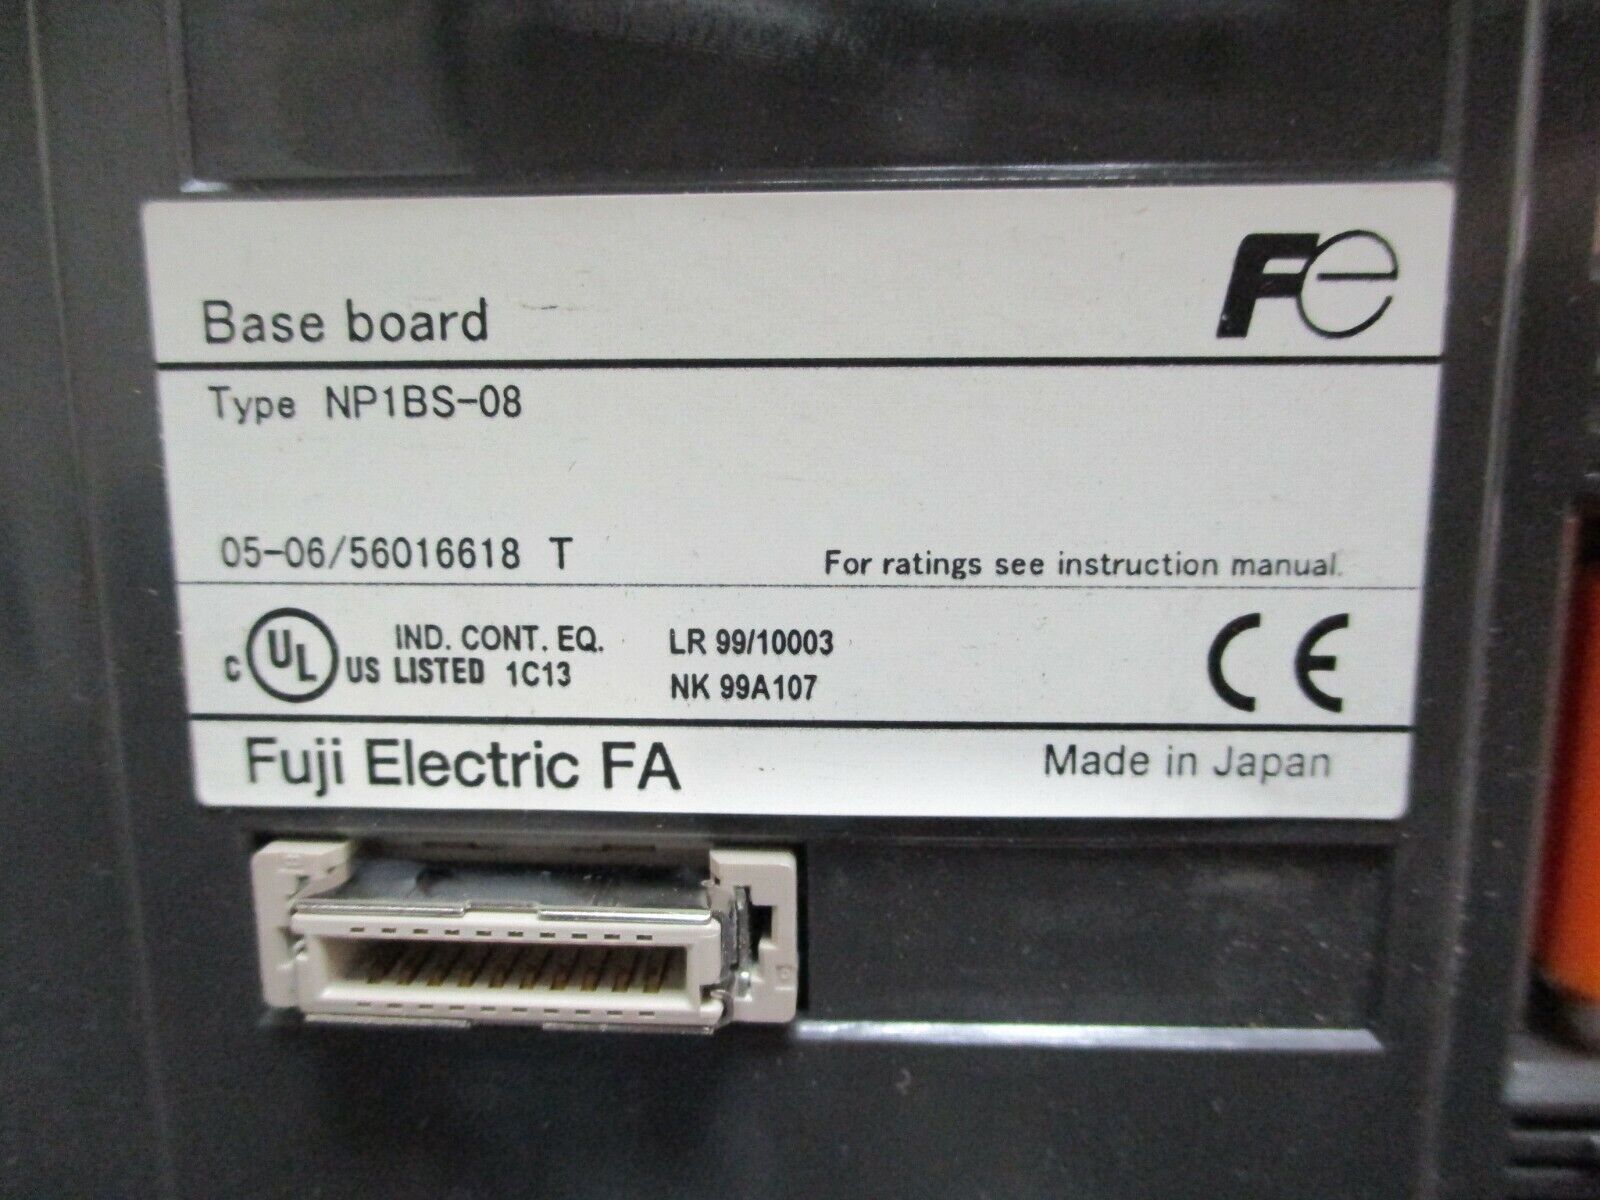 Fe
Base board
Type NP1BS-08
05-06/56016618 T
For ratings see instruction manual.
C UL US IND. CONT. EQ. LISTED 1C13
LR 99/10003
NK 99A107
CE
Fuji Electric FA
Made in Japan